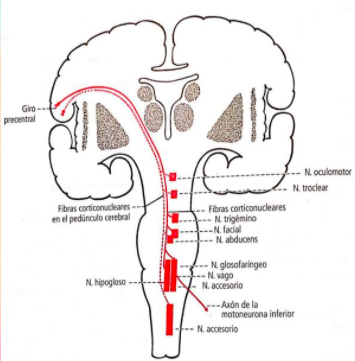 Giro
precentral
N. oculomotor
N. troclear
Fibras corticonucleares
en el pedúnculo cerebral
Fibras corticonucleares
N. trigémino
N. facial
N. abducens
N. glosofaríngeo
N. vago
N. accesorio
N. hipogloso
Axón de la
motoneurona inferior
N. accesorio